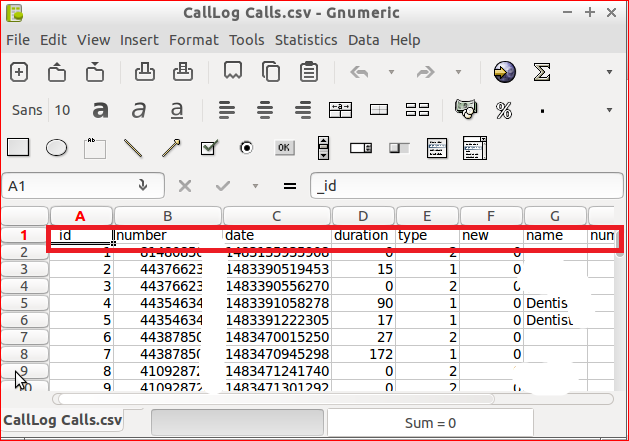 CallLog Calls.csv - Gnumeric
File Edit View Insert Format Tools Statistics Data Help
Sans 10 a a a %
Ab OK
A1 = _id
A B C D E F G
1 _id number date duration type new name num
2 1 0 2 0
3 2 44376623 1483390519453 15 1 0
4 3 44376623 1483390556270 0 2 0
5 4 44354634 1483391058278 90 1 0 Dentis
6 5 44354634 1483391222305 17 1 0 Dentist
7 6 44387850 1483470015250 27 2 0
8 7 44387850 1483470945298 172 1 0
9 8 41092872 1483471241740 0 2
10 9 41092872 1483471301292 0 2
CallLog Calls.csv Sum = 0